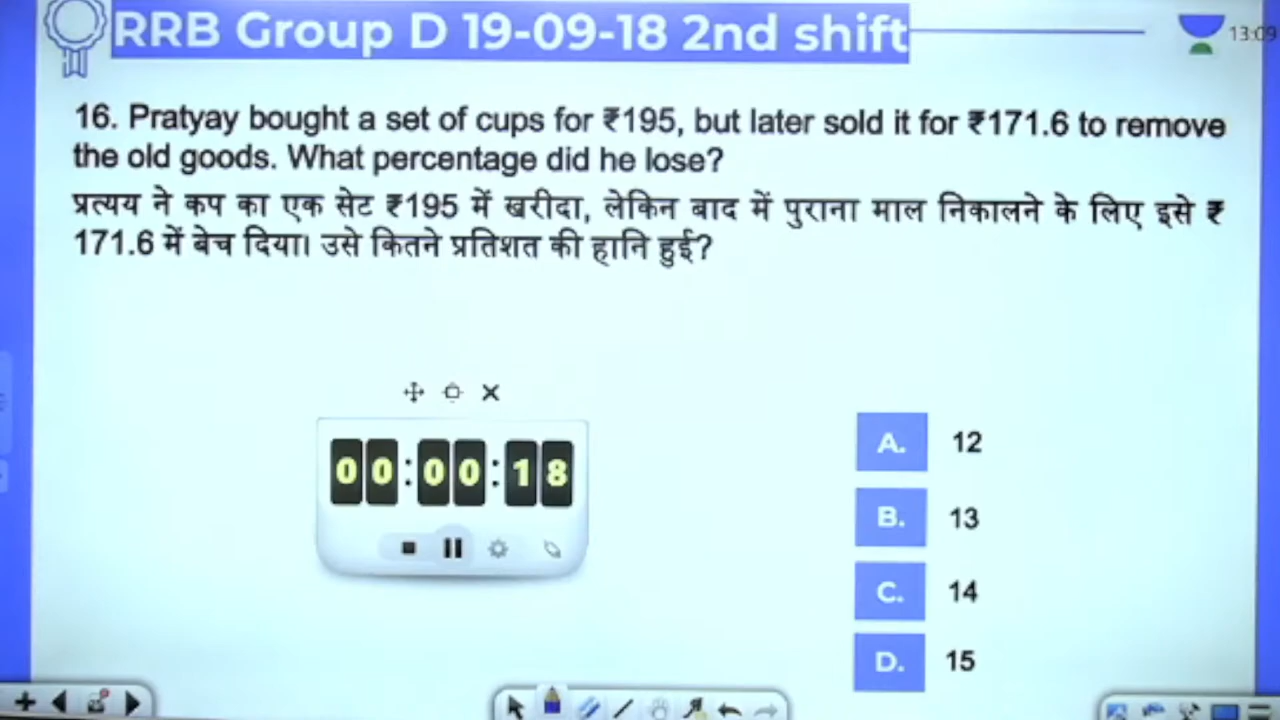 RRB Group D 19-09-18 2nd shift
13:09
16. Pratyay bought a set of cups for ₹195, but later sold it for ₹171.6 to remove
the old goods. What percentage did he lose?
प्रत्यय ने कप का एक सेट ₹195 में खरीदा, लेकिन बाद में पुराना माल निकालने के लिए इसे ₹
171.6 में बेच दिया। उसे कितने प्रतिशत की हानि हुई?
00:00:18
A. 12
B. 13
C. 14
D. 15